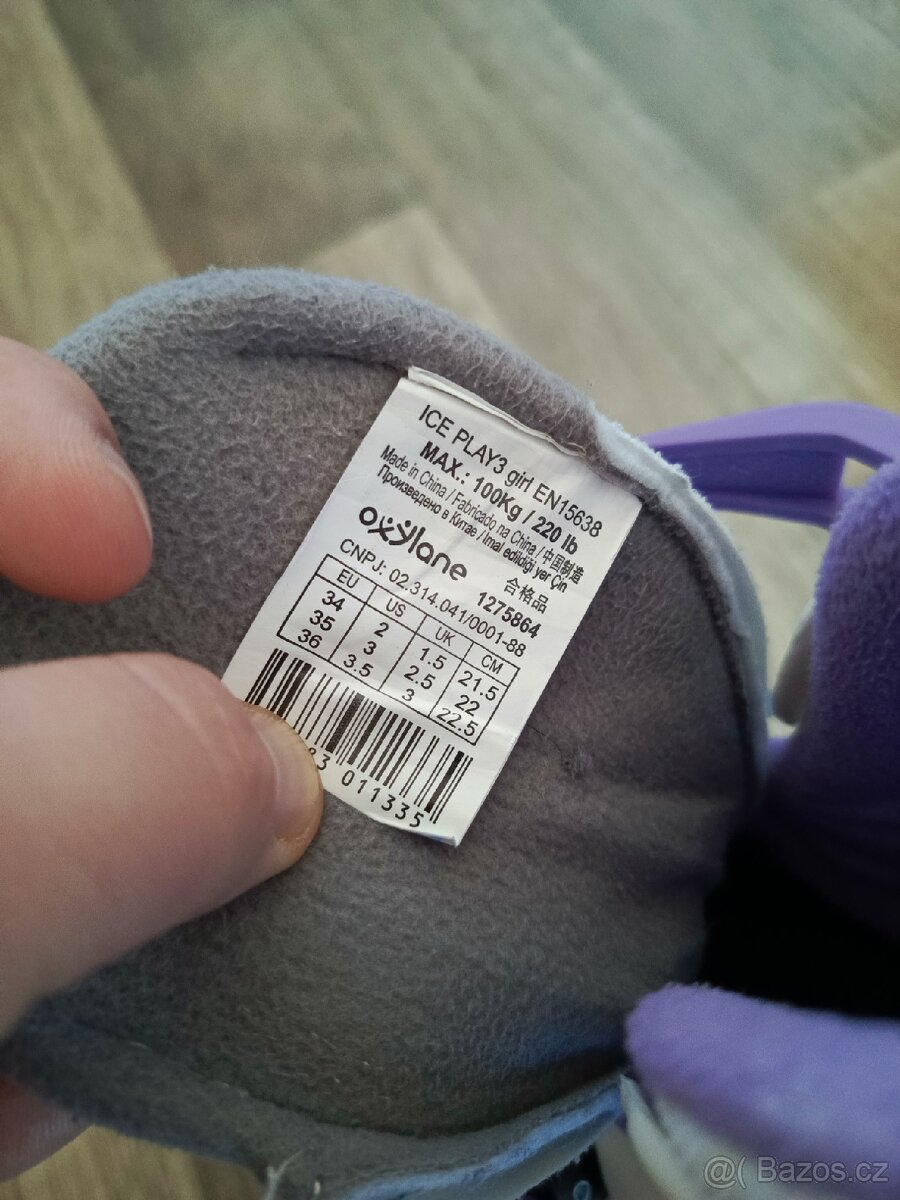 ICE PLAY3 girl EN15638
MAX.: 100Kg / 220 lb
Made in China / Fabricado na China / 中国制造
Произведено в Китае / Imal edildiği yer Çin
oxylane 合格品
1275864
CNPJ: 02.314.041/0001-88
EU US UK CM
34 2 1.5 21.5
35 3 2.5 22
36 3.5 3 22.5
83 011335
@( Bazos.cz